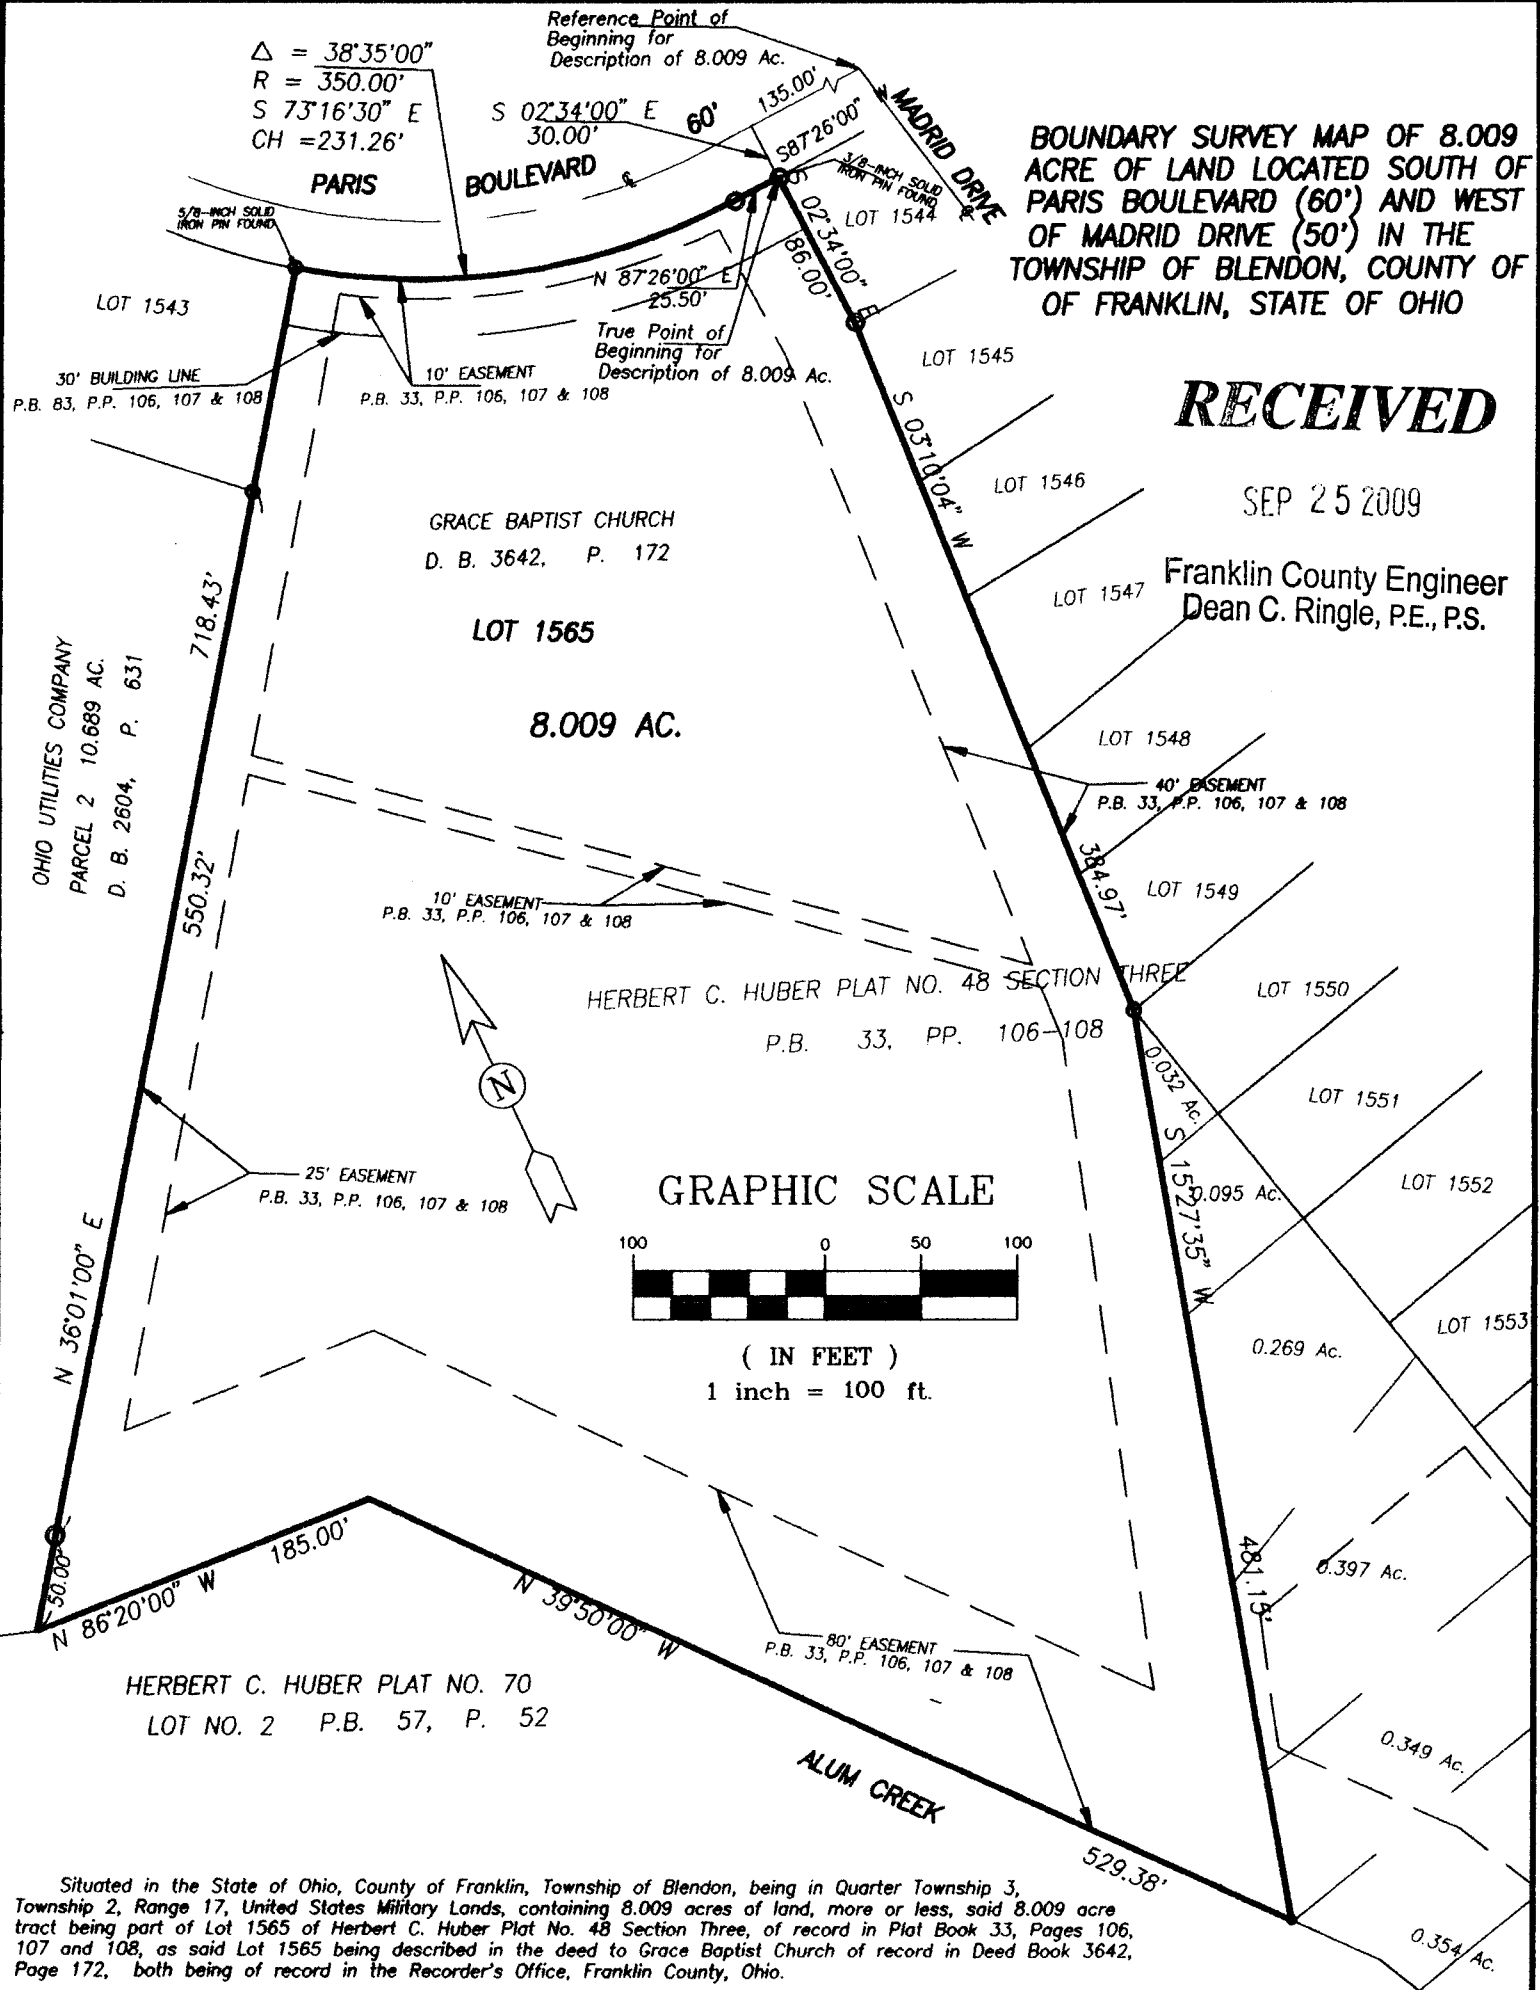 Reference Point of
Beginning for
Description of 8.009 Ac.
Δ = 38°35'00"
R = 350.00'
S 73°16'30" E
CH =231.26'
S 02°34'00" E
30.00'
60'
135.00'
S87°26'00"
MADRID DRIVE
PARIS BOULEVARD
5/8-INCH SOLID
IRON PIN FOUND
3/8-INCH SOLID
IRON PIN FOUND
BOUNDARY SURVEY MAP OF 8.009
ACRE OF LAND LOCATED SOUTH OF
PARIS BOULEVARD (60') AND WEST
OF MADRID DRIVE (50') IN THE
TOWNSHIP OF BLENDON, COUNTY OF
OF FRANKLIN, STATE OF OHIO
LOT 1544
S 02°34'00" E
86.00'
N 87°26'00" E
25.50'
LOT 1543
True Point of
Beginning for
Description of 8.009 Ac.
LOT 1545
30' BUILDING LINE
P.B. 83, P.P. 106, 107 & 108
10' EASEMENT
P.B. 33, P.P. 106, 107 & 108
RECEIVED
SEP 25 2009
Franklin County Engineer
Dean C. Ringle, P.E., P.S.
S 03°10'04" W
LOT 1546
LOT 1547
GRACE BAPTIST CHURCH
D. B. 3642, P. 172
LOT 1565
8.009 AC.
718.43'
OHIO UTILITIES COMPANY
PARCEL 2 10.689 AC.
D. B. 2604, P. 631
LOT 1548
40' EASEMENT
P.B. 33, P.P. 106, 107 & 108
384.97'
LOT 1549
550.32'
10' EASEMENT
P.B. 33, P.P. 106, 107 & 108
HERBERT C. HUBER PLAT NO. 48 SECTION THREE
P.B. 33, PP. 106-108
LOT 1550
0.032 Ac.
LOT 1551
N
S 15°27'35" W
0.095 Ac.
LOT 1552
25' EASEMENT
P.B. 33, P.P. 106, 107 & 108
GRAPHIC SCALE
100 0 50 100
( IN FEET )
1 inch = 100 ft.
N 36°01'00" E
LOT 1553
0.269 Ac.
50.00'
N 86°20'00" W
185.00'
N 39°50'00" W
481.15'
0.397 Ac.
80' EASEMENT
P.B. 33, P.P. 106, 107 & 108
HERBERT C. HUBER PLAT NO. 70
LOT NO. 2 P.B. 57, P. 52
0.349 Ac.
ALUM CREEK
529.38'
0.354 Ac.
Situated in the State of Ohio, County of Franklin, Township of Blendon, being in Quarter Township 3,
Township 2, Range 17, United States Military Lands, containing 8.009 acres of land, more or less, said 8.009 acre
tract being part of Lot 1565 of Herbert C. Huber Plat No. 48 Section Three, of record in Plat Book 33, Pages 106,
107 and 108, as said Lot 1565 being described in the deed to Grace Baptist Church of record in Deed Book 3642,
Page 172, both being of record in the Recorder's Office, Franklin County, Ohio.